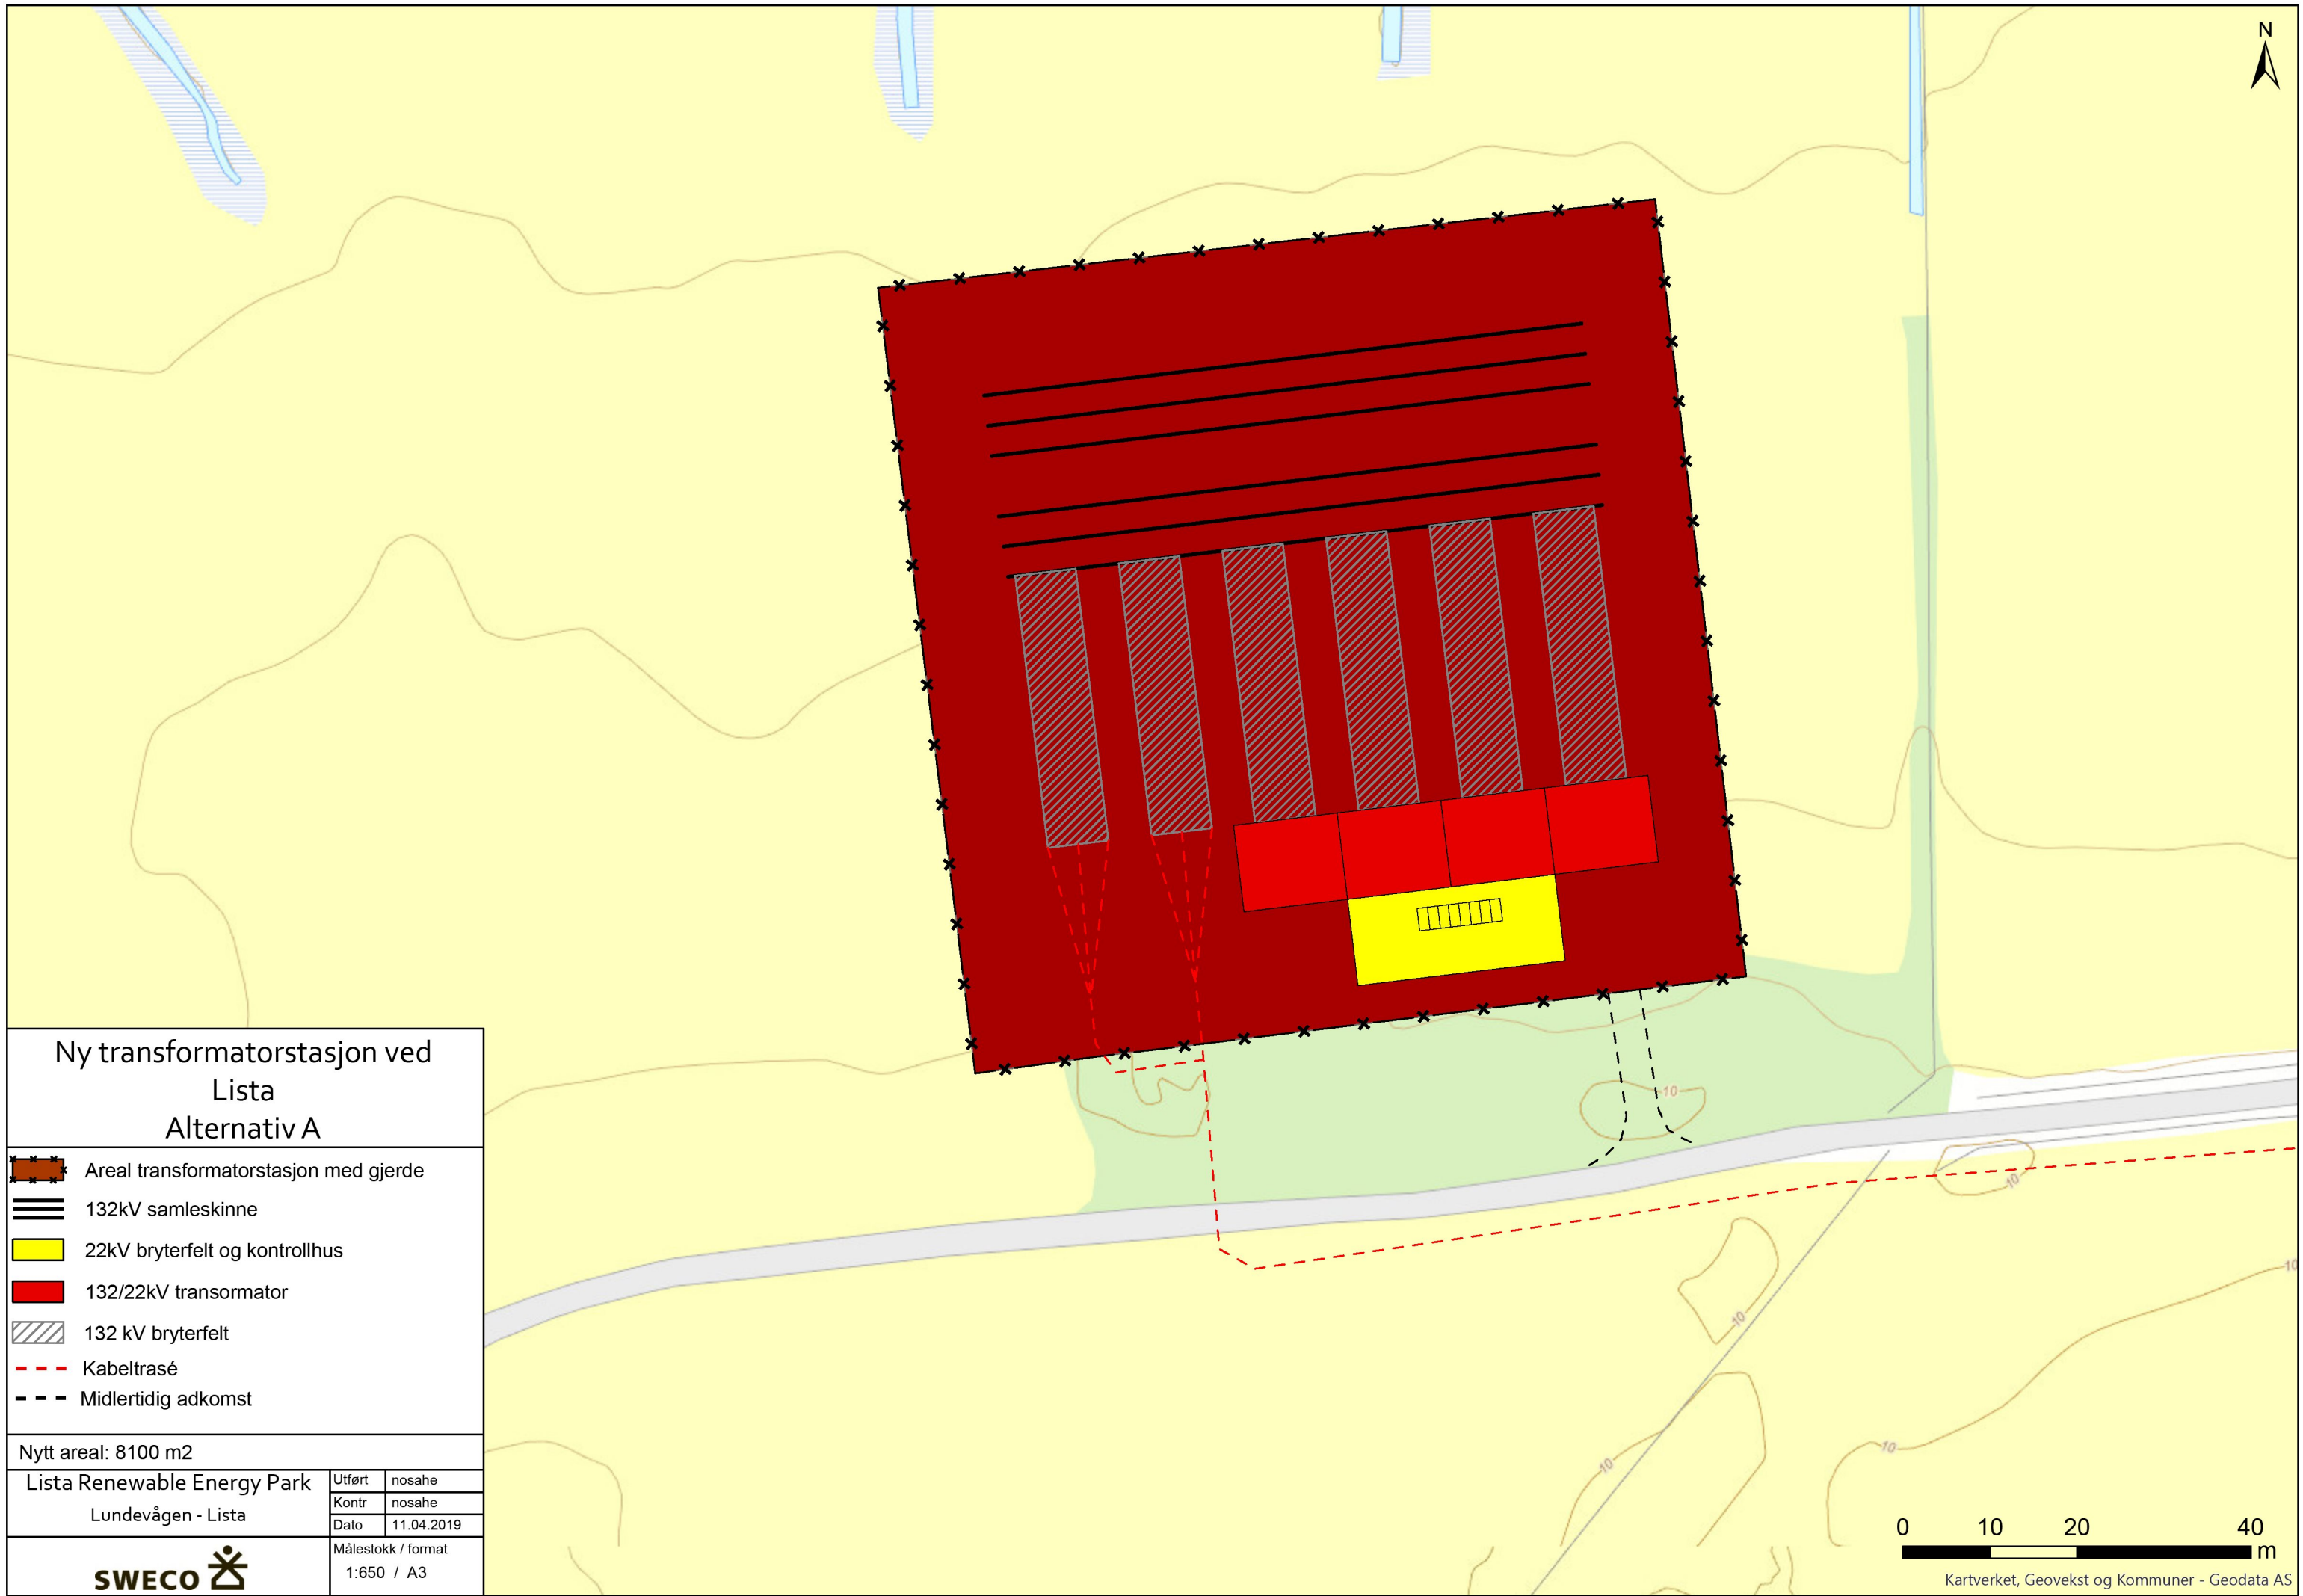 N
10
10
10
10
10
10
Ny transformatorstasjon ved
Lista
Alternativ A
Areal transformatorstasjon med gjerde
132kV samleskinne
22kV bryterfelt og kontrollhus
132/22kV transormator
132 kV bryterfelt
Kabeltrasé
Midlertidig adkomst
Nytt areal: 8100 m2
Lista Renewable Energy Park
Lundevågen - Lista
Utført nosahe
Kontr nosahe
Dato 11.04.2019
SWECO
Målestokk / format
1:650 / A3
0 10 20 40
m
Kartverket, Geovekst og Kommuner - Geodata AS